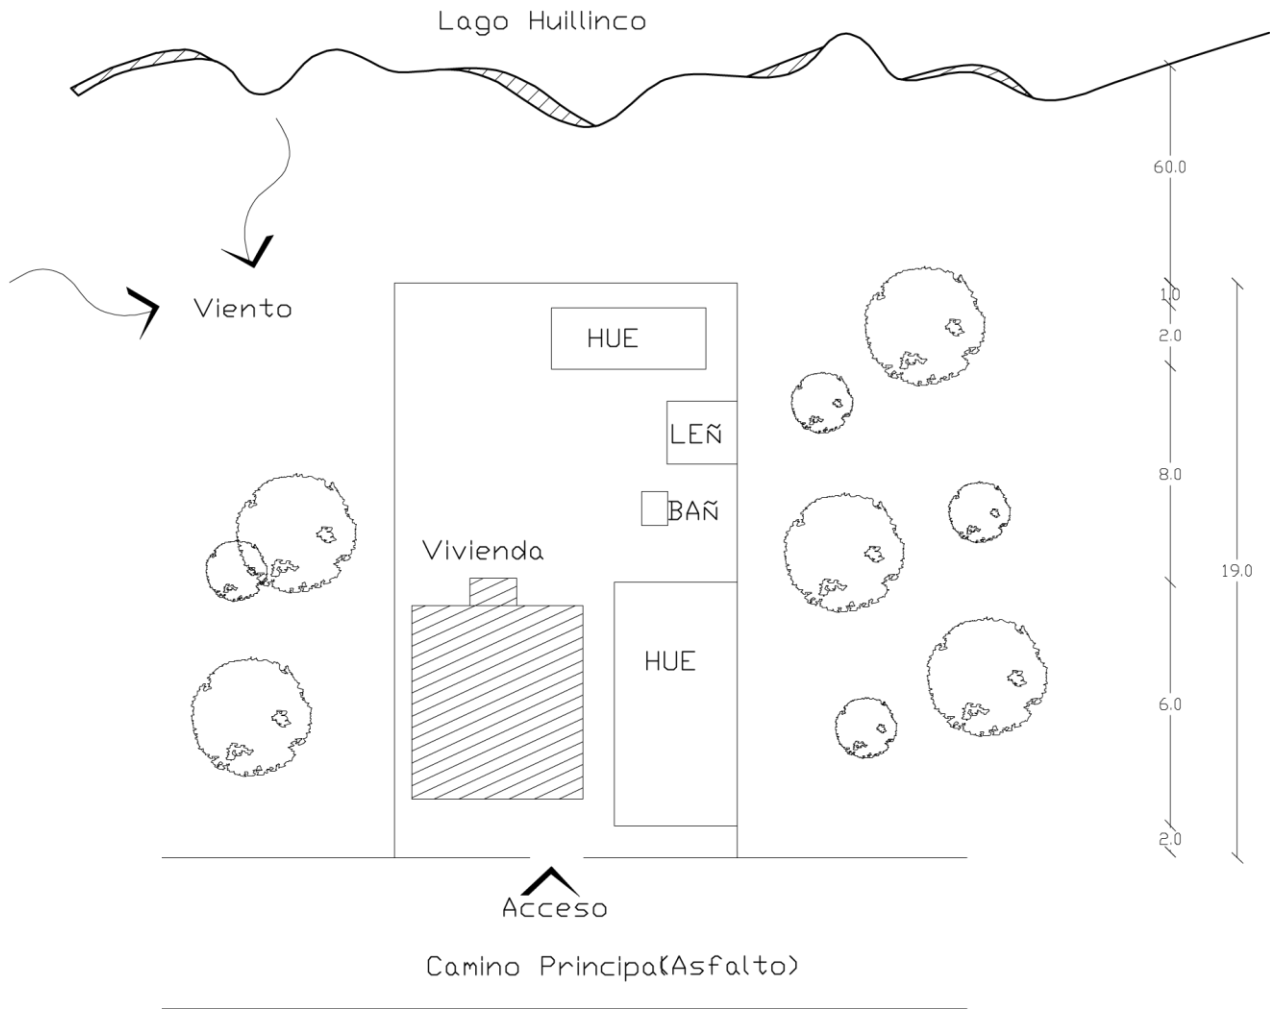 Lago Huillinco
60.0
Viento
1.0
HUE
2.0
LEÑ
8.0
BAÑ
Vivienda
19.0
HUE
6.0
2.0
Acceso
Camino Principal(Asfalto)